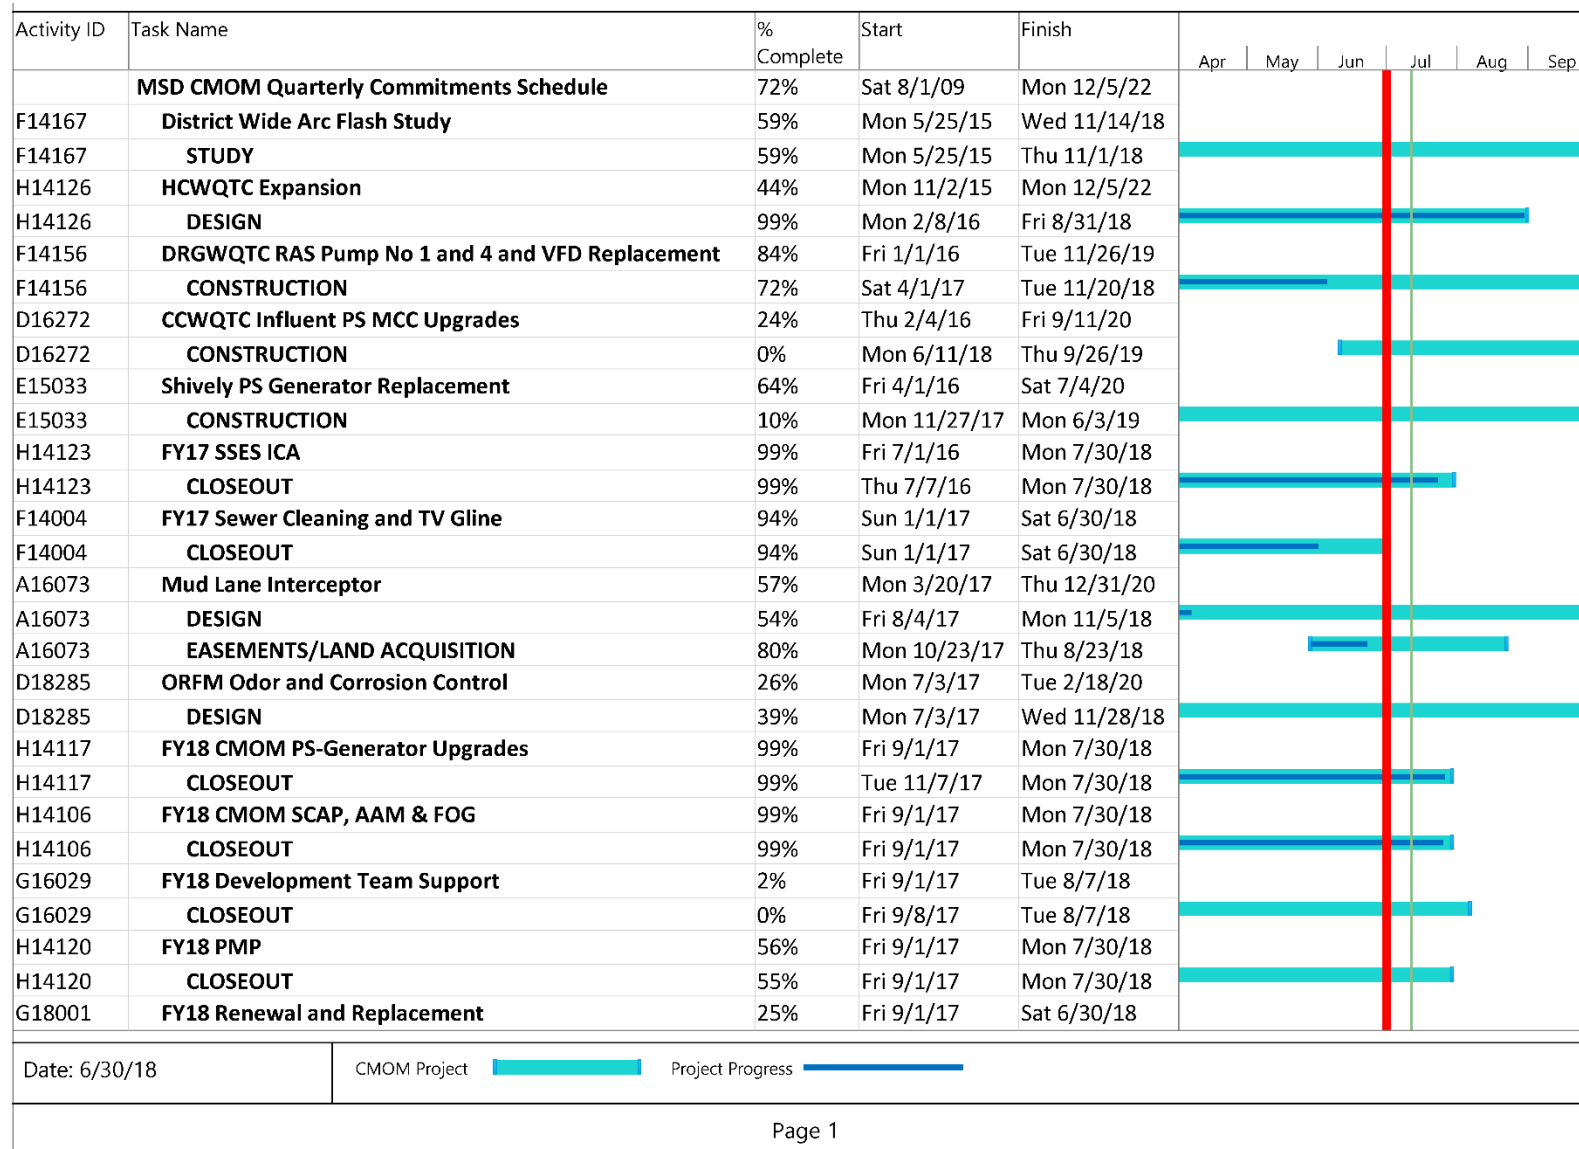 Activity ID Task Name % Complete Start Finish Apr May Jun Jul Aug Sep
MSD CMOM Quarterly Commitments Schedule 72% Sat 8/1/09 Mon 12/5/22
F14167 District Wide Arc Flash Study 59% Mon 5/25/15 Wed 11/14/18
F14167 STUDY 59% Mon 5/25/15 Thu 11/1/18
H14126 HCWQTC Expansion 44% Mon 11/2/15 Mon 12/5/22
H14126 DESIGN 99% Mon 2/8/16 Fri 8/31/18
F14156 DRGWQTC RAS Pump No 1 and 4 and VFD Replacement 84% Fri 1/1/16 Tue 11/26/19
F14156 CONSTRUCTION 72% Sat 4/1/17 Tue 11/20/18
D16272 CCWQTC Influent PS MCC Upgrades 24% Thu 2/4/16 Fri 9/11/20
D16272 CONSTRUCTION 0% Mon 6/11/18 Thu 9/26/19
E15033 Shively PS Generator Replacement 64% Fri 4/1/16 Sat 7/4/20
E15033 CONSTRUCTION 10% Mon 11/27/17 Mon 6/3/19
H14123 FY17 SSES ICA 99% Fri 7/1/16 Mon 7/30/18
H14123 CLOSEOUT 99% Thu 7/7/16 Mon 7/30/18
F14004 FY17 Sewer Cleaning and TV Gline 94% Sun 1/1/17 Sat 6/30/18
F14004 CLOSEOUT 94% Sun 1/1/17 Sat 6/30/18
A16073 Mud Lane Interceptor 57% Mon 3/20/17 Thu 12/31/20
A16073 DESIGN 54% Fri 8/4/17 Mon 11/5/18
A16073 EASEMENTS/LAND ACQUISITION 80% Mon 10/23/17 Thu 8/23/18
D18285 ORFM Odor and Corrosion Control 26% Mon 7/3/17 Tue 2/18/20
D18285 DESIGN 39% Mon 7/3/17 Wed 11/28/18
H14117 FY18 CMOM PS-Generator Upgrades 99% Fri 9/1/17 Mon 7/30/18
H14117 CLOSEOUT 99% Tue 11/7/17 Mon 7/30/18
H14106 FY18 CMOM SCAP, AAM & FOG 99% Fri 9/1/17 Mon 7/30/18
H14106 CLOSEOUT 99% Fri 9/1/17 Mon 7/30/18
G16029 FY18 Development Team Support 2% Fri 9/1/17 Tue 8/7/18
G16029 CLOSEOUT 0% Fri 9/8/17 Tue 8/7/18
H14120 FY18 PMP 56% Fri 9/1/17 Mon 7/30/18
H14120 CLOSEOUT 55% Fri 9/1/17 Mon 7/30/18
G18001 FY18 Renewal and Replacement 25% Fri 9/1/17 Sat 6/30/18
Date: 6/30/18 CMOM Project Project Progress
Page 1